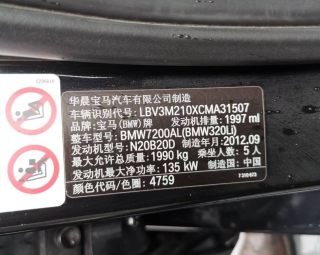 华晨宝马汽车有限公司制造
车辆识别代号: LBV3M210XCMA31507
品牌: 宝马(BMW)牌 发动机排量: 1997 ml
整车型号: BMW7200AL(BMW320Li)
发动机型号: N20B20D 制造年月: 2012.09
最大允许总质量: 1990 kg 乘坐人数: 5人
发动机最大净功率: 135 kW 制造国: 中国
颜色代码/色圈: 4759